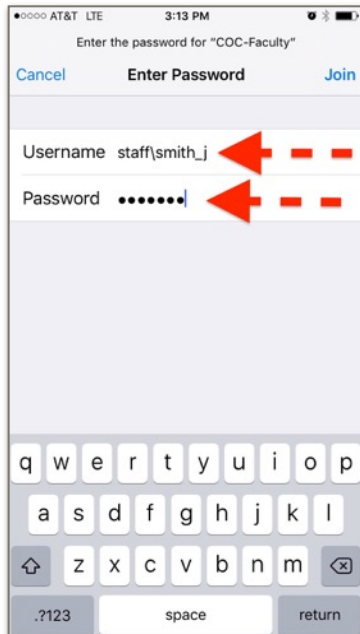 AT&T LTE 3:13 PM
Enter the password for “COC-Faculty”
Cancel Enter Password Join
Username staff\smith_j
Password •••••••
q w e r t y u i o p
a s d f g h j k l
z x c v b n m
.?123 space return